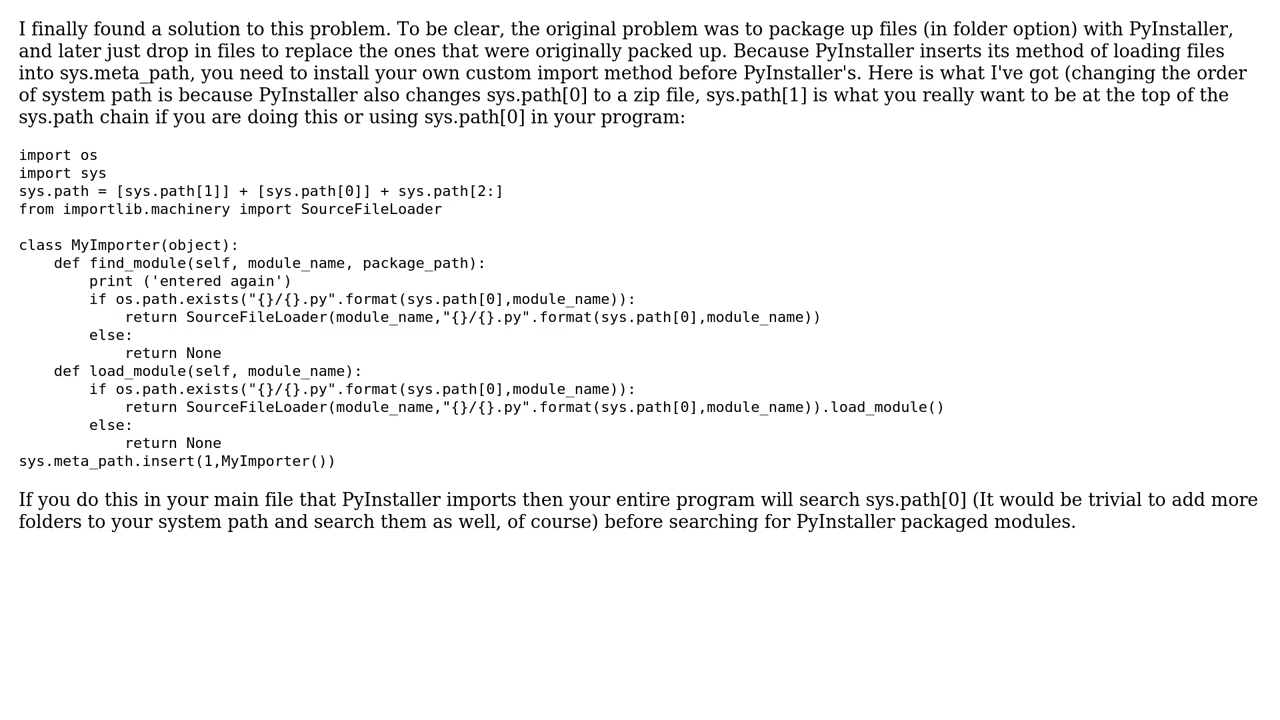 I finally found a solution to this problem. To be clear, the original problem was to package up files (in folder option) with PyInstaller,
and later just drop in files to replace the ones that were originally packed up. Because PyInstaller inserts its method of loading files
into sys.meta_path, you need to install your own custom import method before PyInstaller's. Here is what I've got (changing the order
of system path is because PyInstaller also changes sys.path[0] to a zip file, sys.path[1] is what you really want to be at the top of the
sys.path chain if you are doing this or using sys.path[0] in your program:
import os
import sys
sys.path = [sys.path[1]] + [sys.path[0]] + sys.path[2:]
from importlib.machinery import SourceFileLoader

class MyImporter(object):
    def find_module(self, module_name, package_path):
        print ('entered again')
        if os.path.exists("{}/{}.py".format(sys.path[0],module_name)):
            return SourceFileLoader(module_name,"{}/{}.py".format(sys.path[0],module_name))
        else:
            return None
    def load_module(self, module_name):
        if os.path.exists("{}/{}.py".format(sys.path[0],module_name)):
            return SourceFileLoader(module_name,"{}/{}.py".format(sys.path[0],module_name)).load_module()
        else:
            return None
sys.meta_path.insert(1,MyImporter())
If you do this in your main file that PyInstaller imports then your entire program will search sys.path[0] (It would be trivial to add more
folders to your system path and search them as well, of course) before searching for PyInstaller packaged modules.